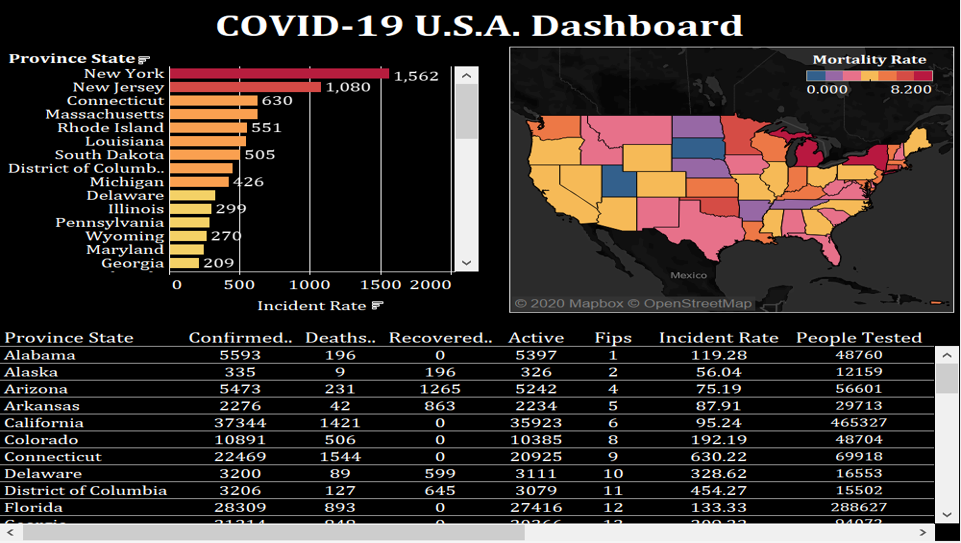 COVID-19 U.S.A. Dashboard
Province State
New York 1,562
New Jersey 1,080
Connecticut 630
Massachusetts
Rhode Island 551
Louisiana
South Dakota 505
District of Columb..
Michigan 426
Delaware
Illinois 299
Pennsylvania
Wyoming 270
Maryland
Georgia 209
0 500 1000 1500 2000
Incident Rate
Mortality Rate
0.000 8.200
Mexico
© 2020 Mapbox © OpenStreetMap
Province State Confirmed.. Deaths.. Recovered.. Active Fips Incident Rate People Tested
Alabama 5593 196 0 5397 1 119.28 48760
Alaska 335 9 196 326 2 56.04 12159
Arizona 5473 231 1265 5242 4 75.19 56601
Arkansas 2276 42 863 2234 5 87.91 29713
California 37344 1421 0 35923 6 95.24 465327
Colorado 10891 506 0 10385 8 192.19 48704
Connecticut 22469 1544 0 20925 9 630.22 69918
Delaware 3200 89 599 3111 10 328.62 16553
District of Columbia 3206 127 645 3079 11 454.27 15502
Florida 28309 893 0 27416 12 133.33 288627